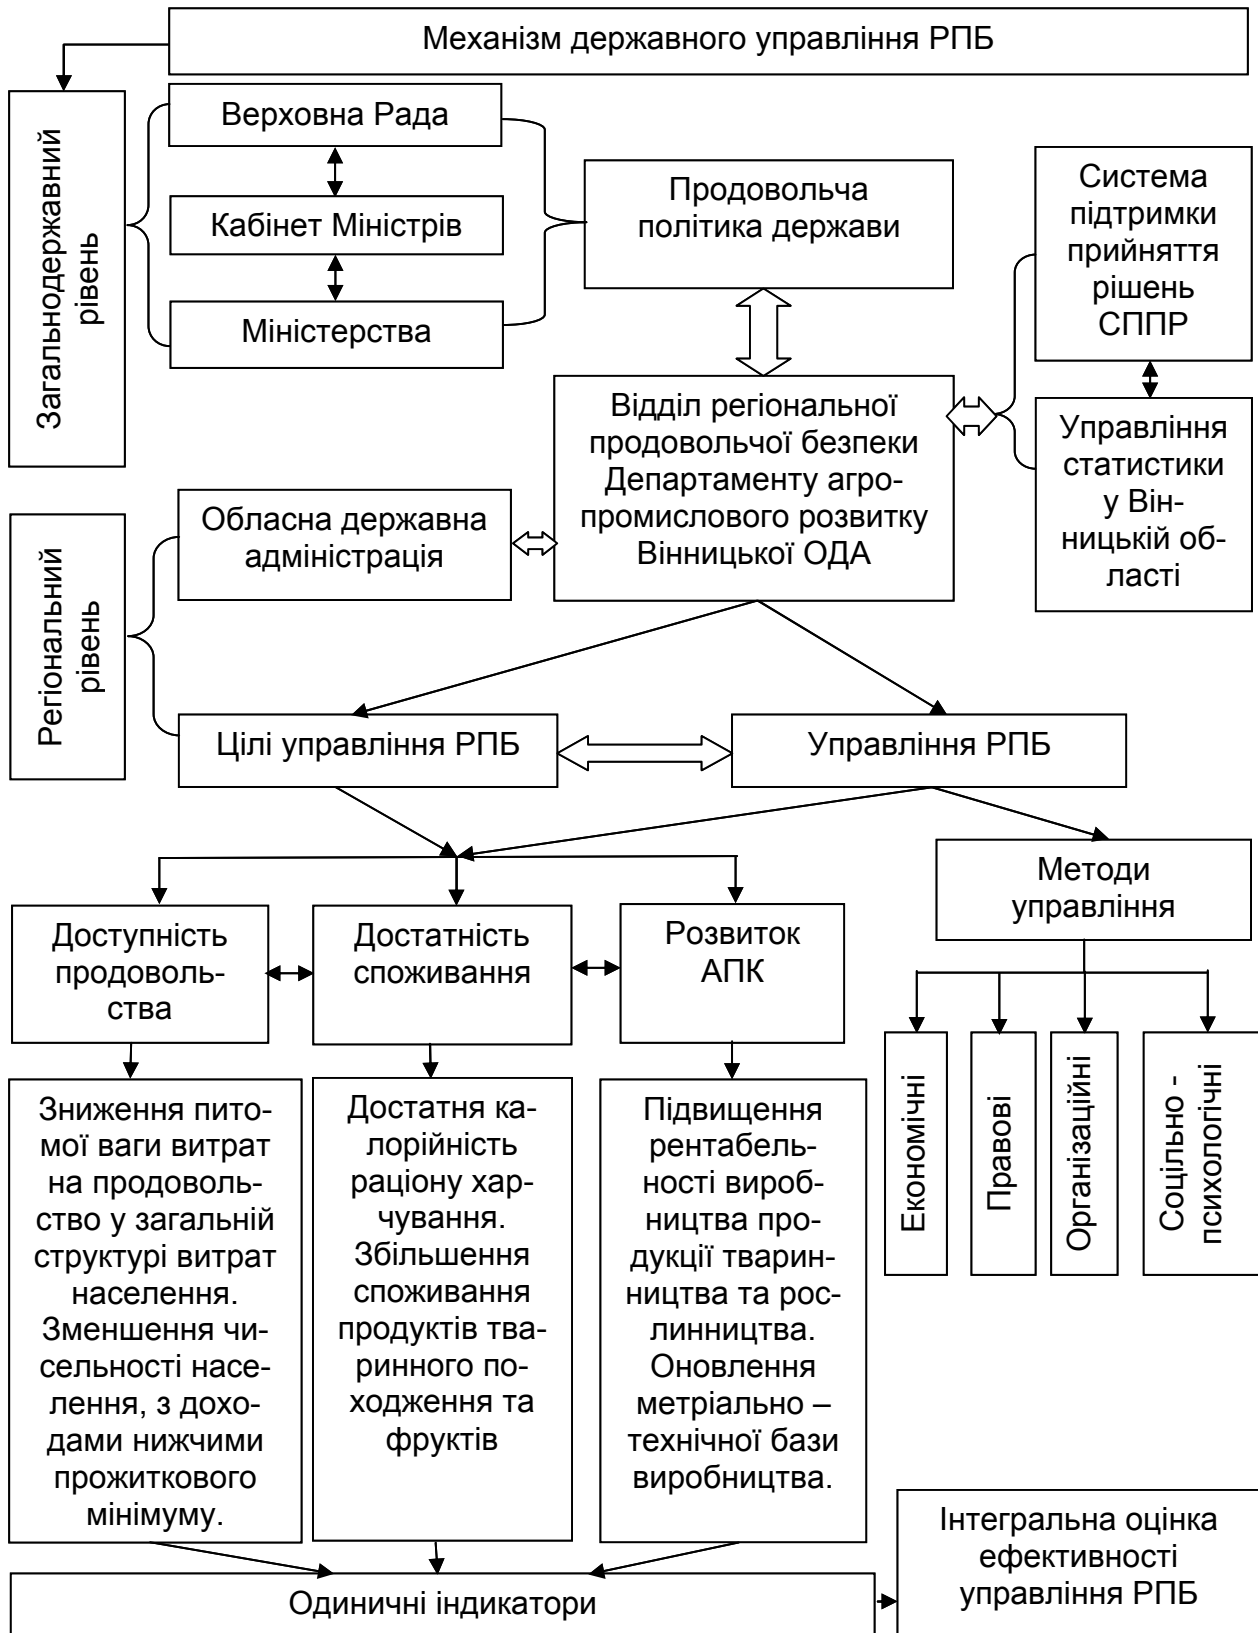 Механізм державного управління РПБ
Загальнодержавний
рівень
Верховна Рада
Кабінет Міністрів
Міністерства
Продовольча
політика держави
Система
підтримки
прийняття
рішень
СППР
Відділ регіональної
продовольчої безпеки
Департаменту агро-
промислового розвитку
Вінницької ОДА
Управління
статистики
у Він-
ницькій об-
ласті
Регіональний
рівень
Обласна державна
адміністрація
Цілі управління РПБ
Управління РПБ
Методи
управління
Доступність
продоволь-
ства
Достатність
споживання
Розвиток
АПК
Економічні
Правові
Організаційні
Соцільно -
психологічні
Зниження пито-
мої ваги витрат
на продоволь-
ство у загальній
структурі витрат
населення.
Зменшення чи-
сельності насе-
лення, з дохо-
дами нижчими
прожиткового
мінімуму.
Достатня ка-
лорійність
раціону хар-
чування.
Збільшення
споживання
продуктів тва-
ринного по-
ходження та
фруктів
Підвищення
рентабель-
ності вироб-
ництва про-
дукції тварин-
ництва та рос-
линництва.
Оновлення
метріально –
технічної бази
виробництва.
Одиничні індикатори
Інтегральна оцінка
ефективності
управління РПБ